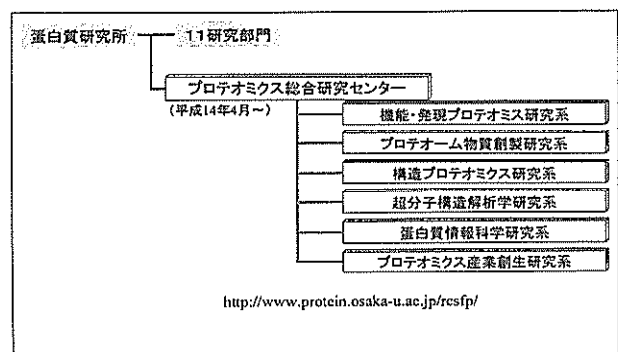 蛋白質研究所
11研究部門
プロテオミクス総合研究センター
(平成14年4月～)
機能・発現プロテオミス研究系
プロテオーム物質創製研究系
構造プロテオミクス研究系
超分子構造解析学研究系
蛋白質情報科学研究系
プロテオミクス産業創生研究系
http://www.protein.osaka-u.ac.jp/rcsfp/